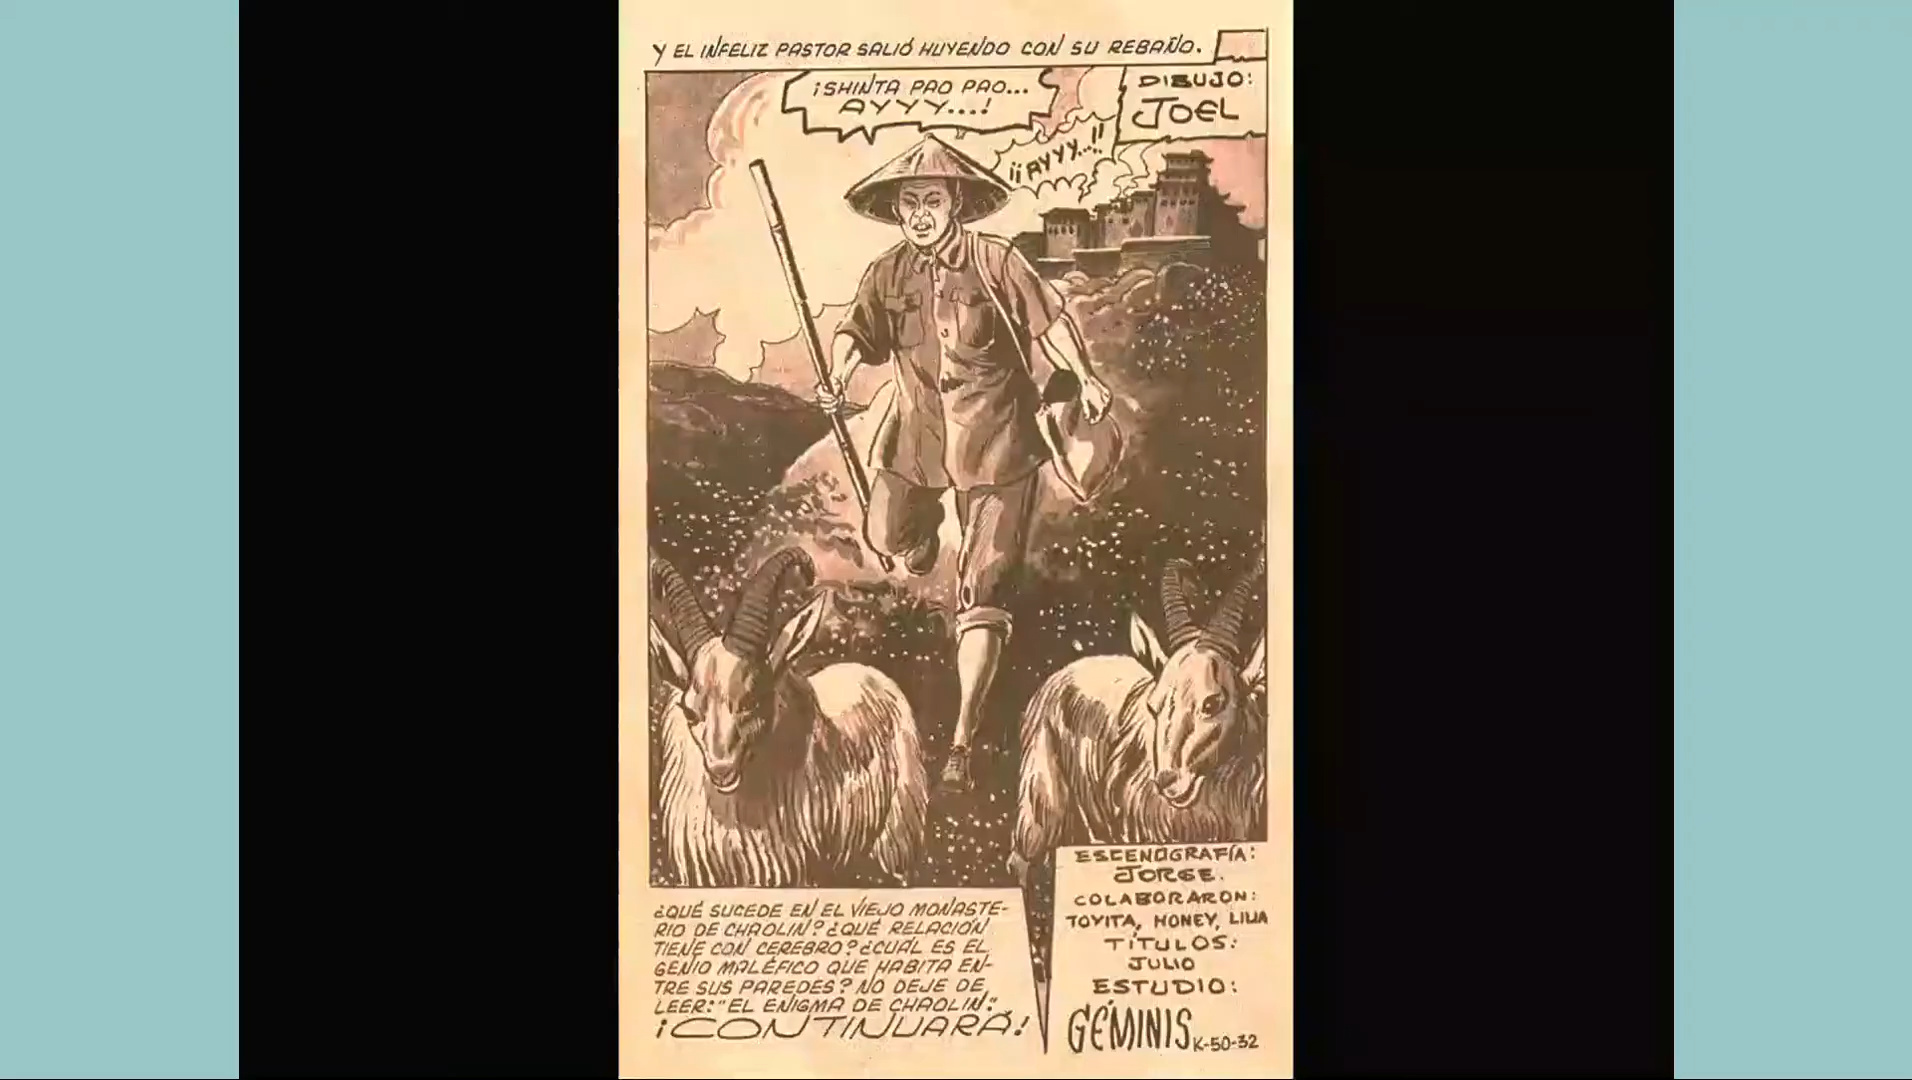 Y EL INFELIZ PASTOR SALIÓ HUYENDO CON SU REBAÑO.
¡SHINTA PAO PAO...
AYYY...!
DIBUJO:
JOEL
¡¡AYYY...!!
¿QUÉ SUCEDE EN EL VIEJO MONASTE-
RIO DE CHAOLIN? ¿QUÉ RELACIÓN
TIENE CON CEREBRO? ¿CUAL ES EL
GENIO MALÉFICO QUE HABITA EN-
TRE SUS PAREDES? NO DEJE DE
LEER: "EL ENIGMA DE CHAOLIN".
¡CONTINUARÁ!
ESCENOGRAFÍA:
JORGE.
COLABORARON:
TOYITA, HONEY, LILIA
TÍTULOS:
JULIO
ESTUDIO:
GÉMINIS K-50-32